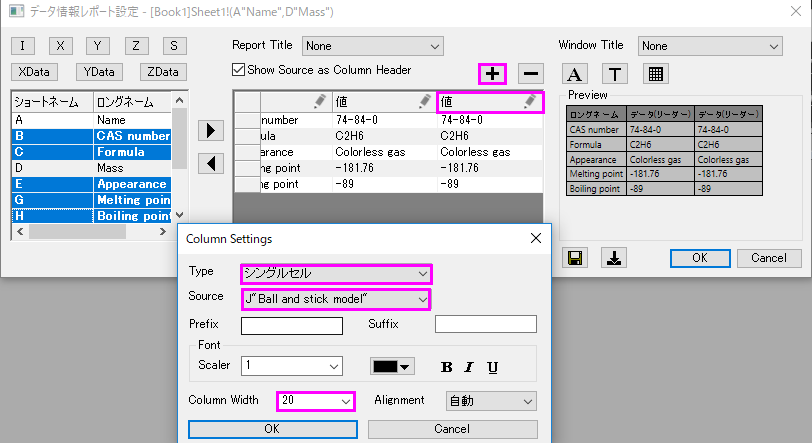 データ情報レポート設定 - [Book1]Sheet1!(A"Name",D"Mass")
I X Y Z S
XData YData ZData
Report Title None
Window Title None
Show Source as Column Header
+ −
A T
ショートネーム ロングネーム
A Name
B CAS number
C Formula
D Mass
E Appearance
G Melting point
H Boiling point
値 値
number 74-84-0 74-84-0
ula C2H6 C2H6
arance Colorless gas Colorless gas
ng point -181.76 -181.76
ng point -89 -89
Preview
ロングネーム データ(リーダー) データ(リーダー)
CAS number 74-84-0 74-84-0
Formula C2H6 C2H6
Appearance Colorless gas Colorless gas
Melting point -181.76 -181.76
Boiling point -89 -89
OK Cancel
Column Settings
Type シングルセル
Source J"Ball and stick model"
Prefix Suffix
Font
Scaler 1 B I U
Column Width 20 Alignment 自動
OK Cancel